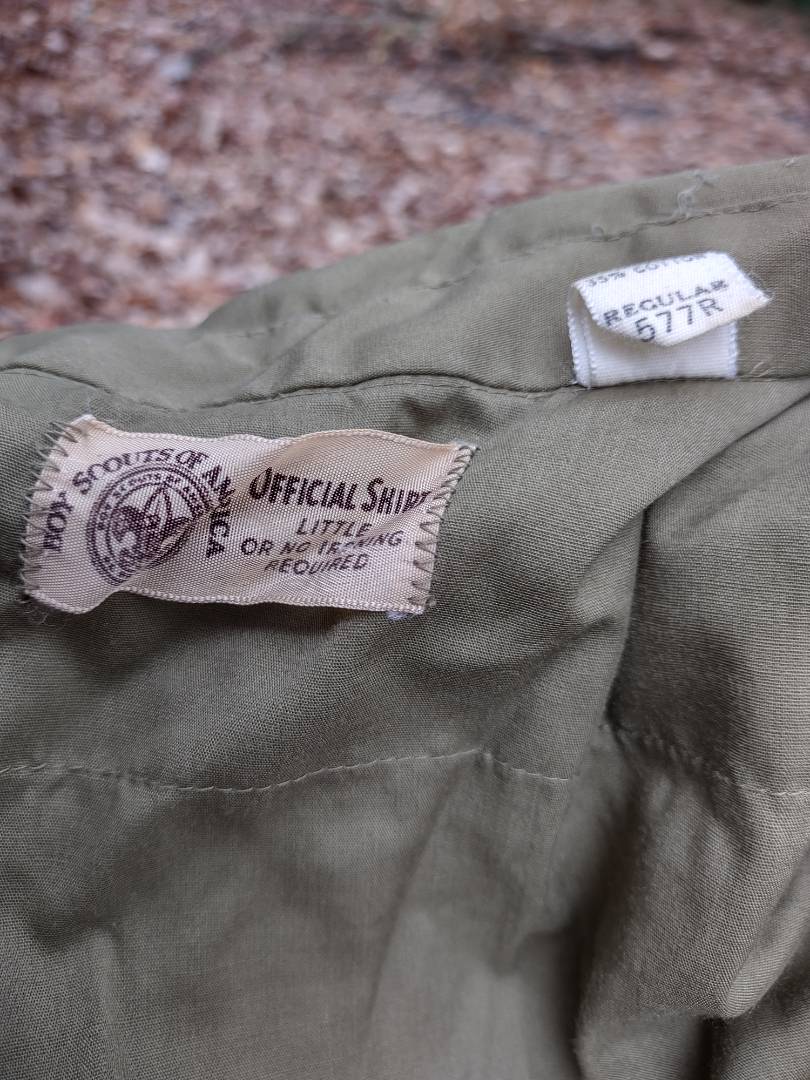 BOY SCOUTS OF AMERICA
OFFICIAL SHIRT
LITTLE
OR NO IRONING
REQUIRED
35% COTTON
REGULAR
577R